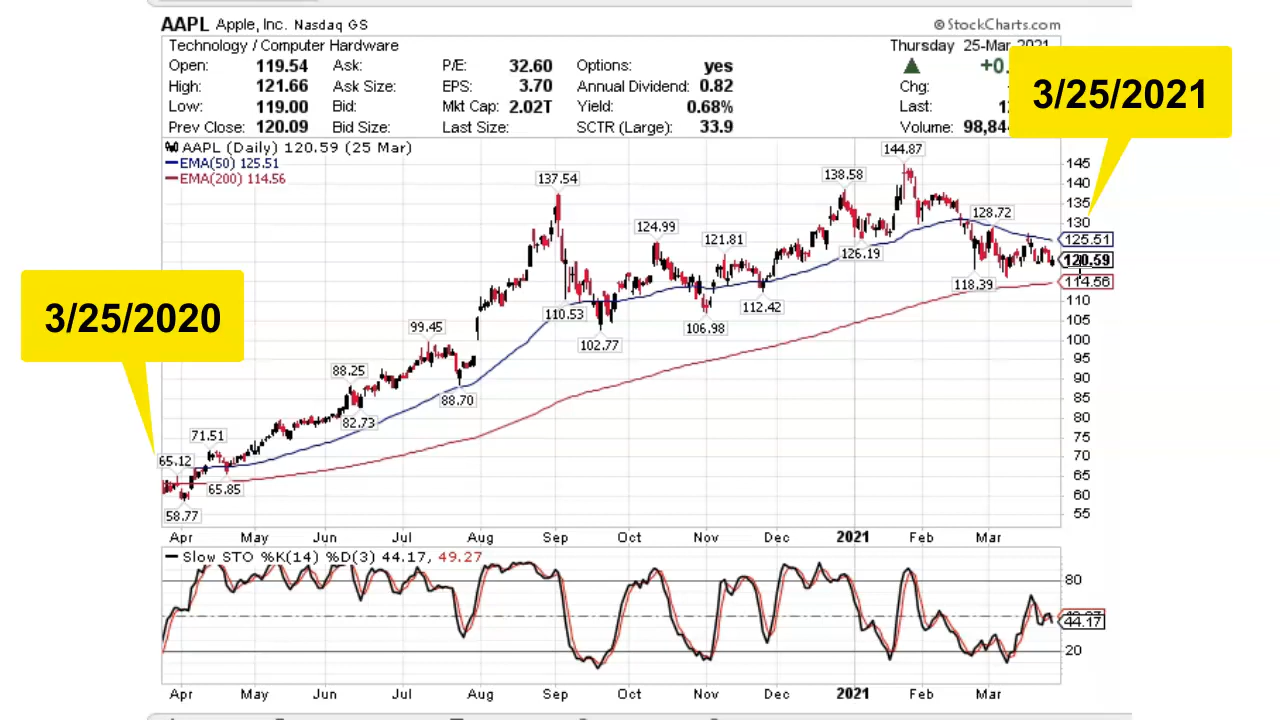 AAPL Apple, Inc. Nasdaq GS
© StockCharts.com
Technology / Computer Hardware
Thursday 25-Mar-2021
Open: 119.54 Ask: P/E: 32.60 Options: yes
+0.
High: 121.66 Ask Size: EPS: 3.70 Annual Dividend: 0.82
Chg:
Low: 119.00 Bid: Mkt Cap: 2.02T Yield: 0.68%
Last:
Prev Close: 120.09 Bid Size: Last Size: SCTR (Large): 33.9
Volume: 98,84
3/25/2021
AAPL (Daily) 120.59 (25 Mar)
EMA(50) 125.51
EMA(200) 114.56
3/25/2020
65.12
58.77
71.51
65.85
88.25
82.73
99.45
88.70
137.54
110.53
102.77
124.99
106.98
121.81
112.42
138.58
126.19
144.87
118.39
128.72
145
140
135
130
125.51
120.59
114.56
110
105
100
95
90
85
80
75
70
65
60
55
Apr May Jun Jul Aug Sep Oct Nov Dec 2021 Feb Mar
Slow STO %K(14) %D(3) 44.17, 49.27
80
44.17
20
Apr May Jun Jul Aug Sep Oct Nov Dec 2021 Feb Mar